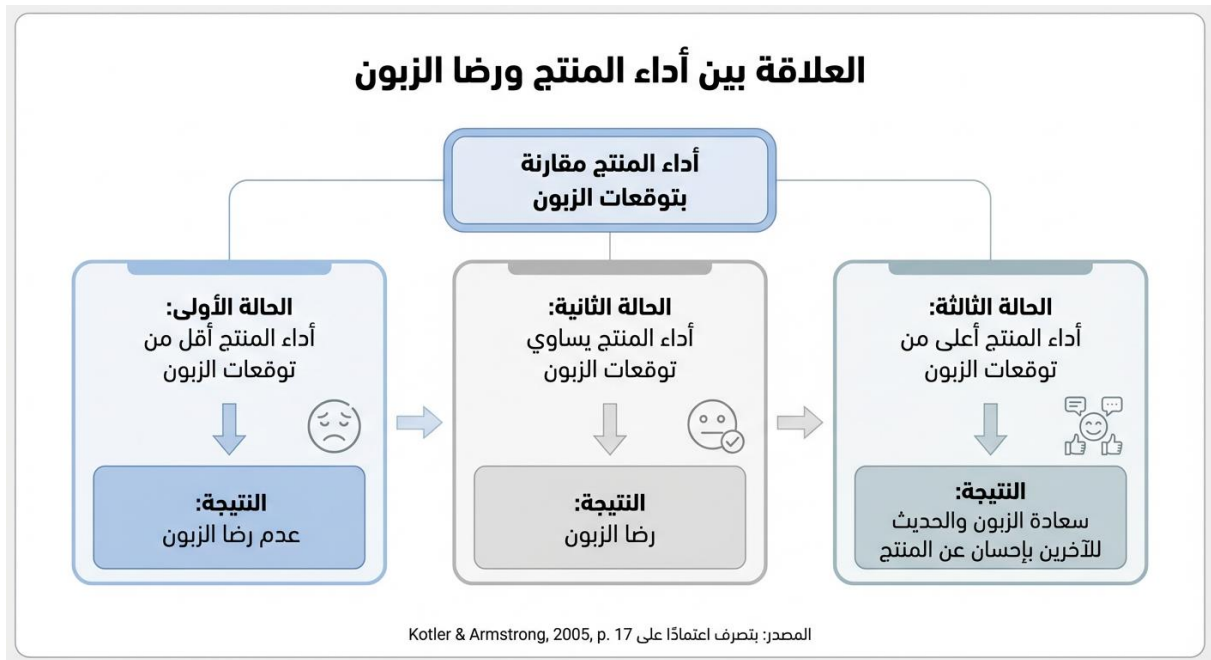 العلاقة بين أداء المنتج ورضا الزبون
أداء المنتج مقارنة
بتوقعات الزبون
الحالة الأولى:
أداء المنتج أقل من
توقعات الزبون
النتيجة:
عدم رضا الزبون
الحالة الثانية:
أداء المنتج يساوي
توقعات الزبون
النتيجة:
رضا الزبون
الحالة الثالثة:
أداء المنتج أعلى من
توقعات الزبون
النتيجة:
سعادة الزبون والحديث
للآخرين بإحسان عن المنتج
المصدر: بتصرف اعتمادًا على Kotler & Armstrong, 2005, p. 17